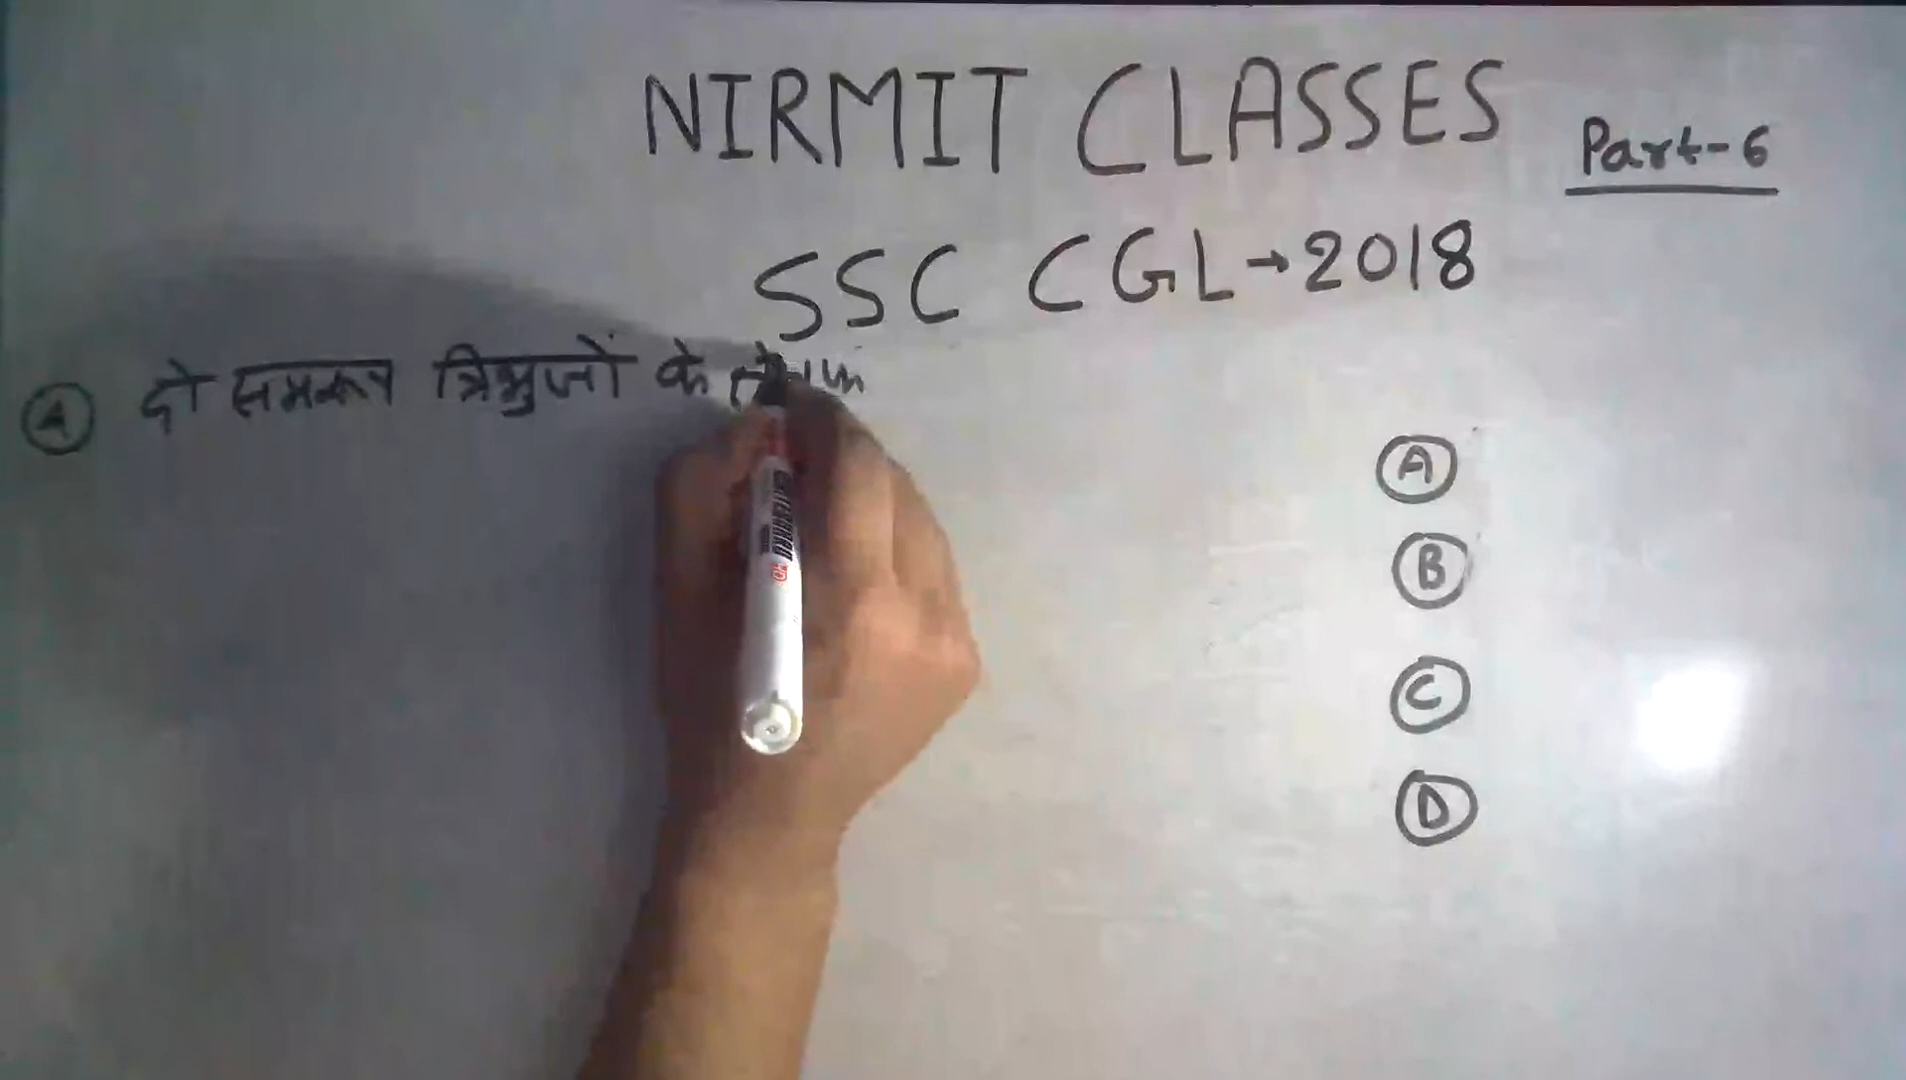 NIRMIT CLASSES
Part-6
SSC CGL→2018
दो समरूप त्रिभुजों के
A
B
C
D